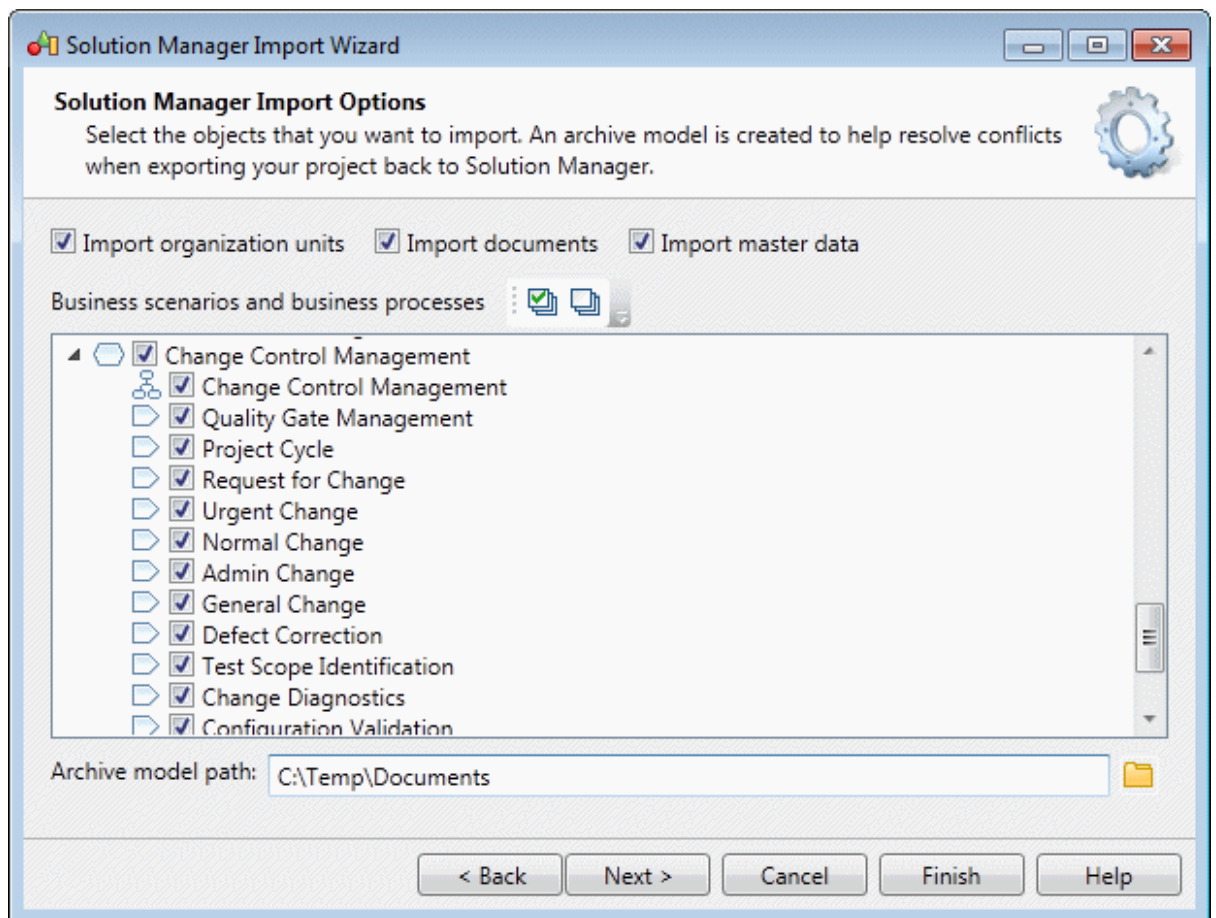 Solution Manager Import Wizard
Solution Manager Import Options
Select the objects that you want to import. An archive model is created to help resolve conflicts
when exporting your project back to Solution Manager.
Import organization units Import documents Import master data
Business scenarios and business processes
Change Control Management
Change Control Management
Quality Gate Management
Project Cycle
Request for Change
Urgent Change
Normal Change
Admin Change
General Change
Defect Correction
Test Scope Identification
Change Diagnostics
Configuration Validation
Archive model path: C:\Temp\Documents
< Back Next > Cancel Finish Help